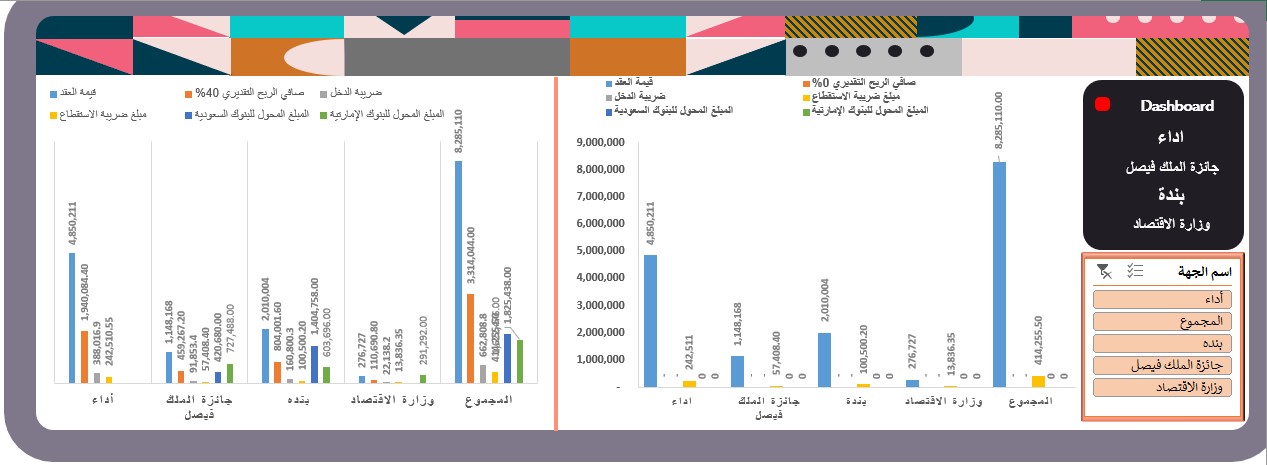 قيمة العقد
صافي الربح التقديري 40%
ضريبة الدخل
مبلغ ضريبة الاستقطاع
المبلغ المحول للبنوك السعودية
المبلغ المحول للبنوك الإماراتية
4,850,211
1,940,084.40
388,016.9
242,510.55
1,148,168
459,267.20
91,853.4
57,408.40
420,680.00
727,488.00
2,010,004
804,001.60
160,800.3
100,500.20
1,404,758.00
603,696.00
276,727
110,690.80
22,138.2
13,836.35
291,292.00
8,285,110
3,314,044.00
662,808.8
1,825,438.00
أداء
جائزة الملك
فيصل
بنده
وزارة الاقتصاد
المجموع
قيمة العقد
صافي الربح التقديري 0%
ضريبة الدخل
مبلغ ضريبة الاستقطاع
المبلغ المحول للبنوك السعودية
المبلغ المحول للبنوك الإماراتية
9,000,000
8,000,000
7,000,000
6,000,000
5,000,000
4,000,000
3,000,000
2,000,000
1,000,000
-
4,850,211
242,511
0 0
1,148,168
57,408.40
0 0
2,010,004
100,500.20
0 0
276,727
13,836.35
0 0
8,285,110.00
414,255.50
0 0
اداء
جائزة الملك
فيصل
بندة
وزارة الاقتصاد
المجموع
Dashboard
اداء
جائزة الملك فيصل
بندة
وزارة الاقتصاد
اسم الجهة
أداء
المجموع
بنده
جائزة الملك فيصل
وزارة الاقتصاد